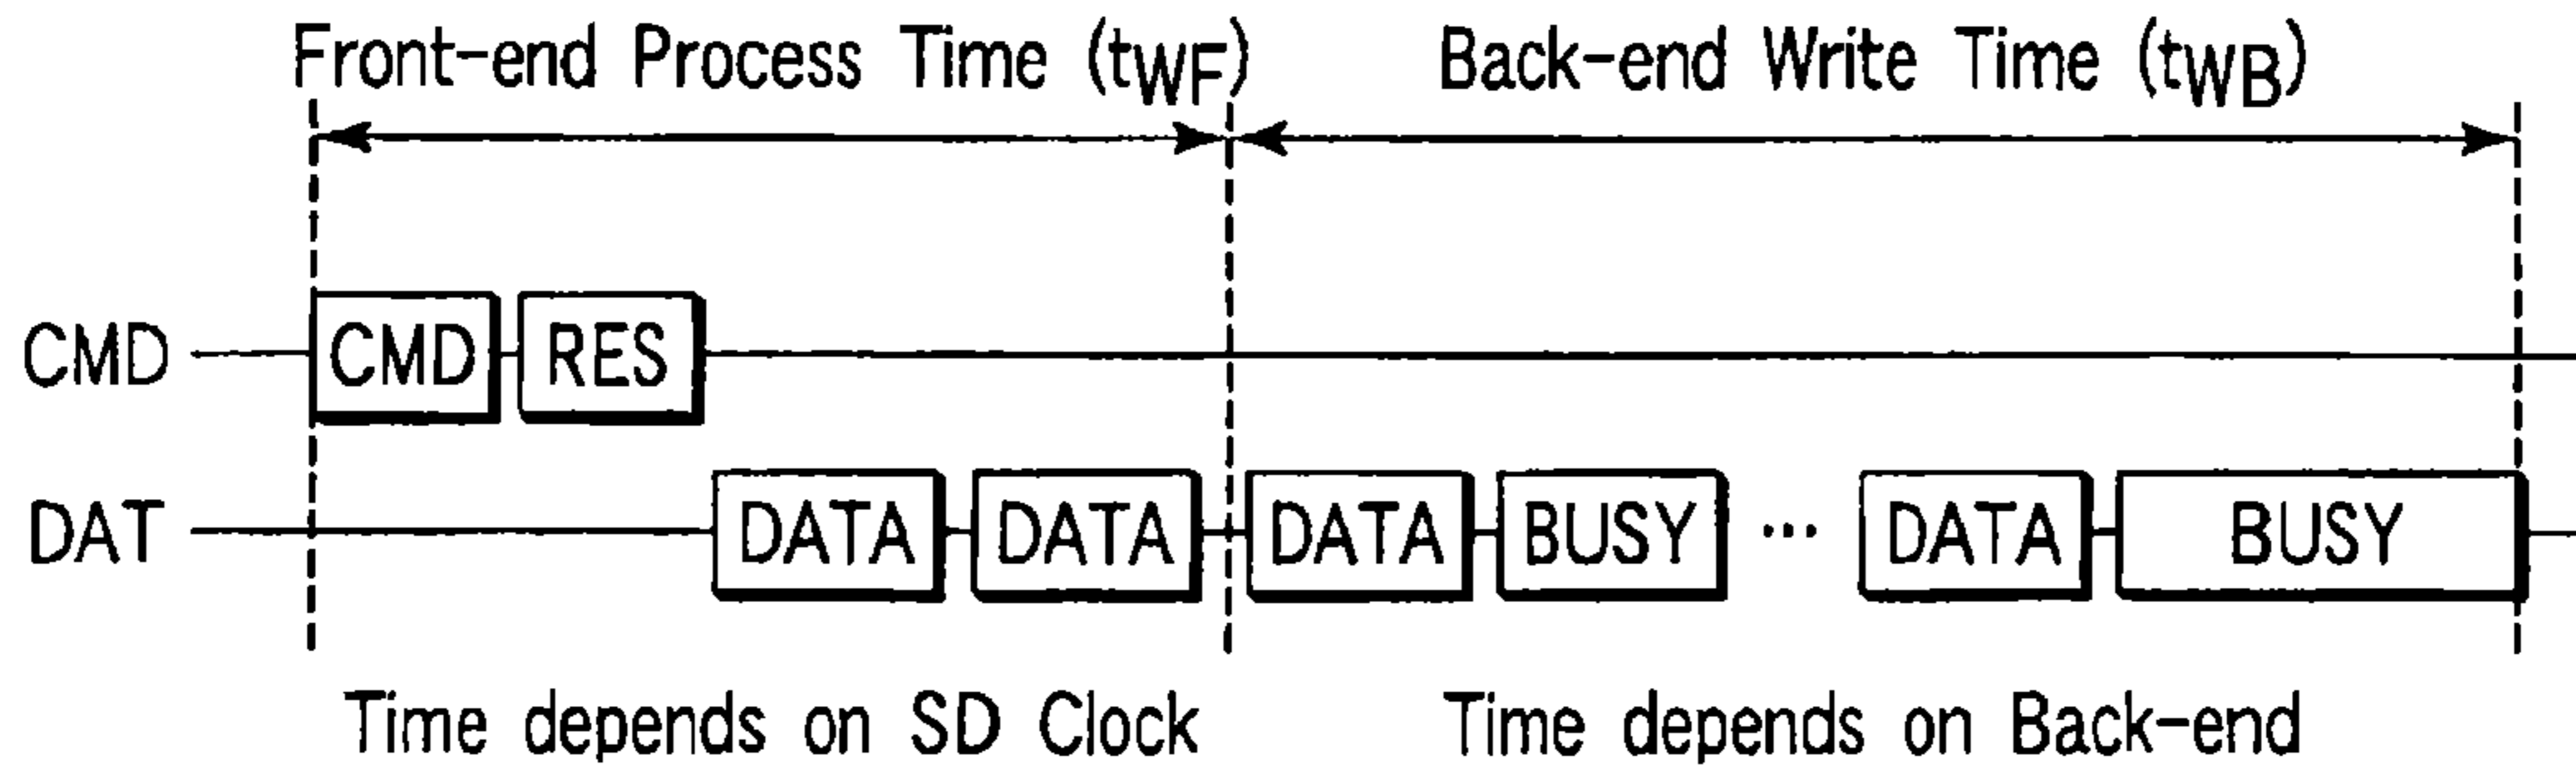 Front-end Process Time (tWF) Back-end Write Time (tWB)
CMD CMD RES
DAT DATA DATA DATA BUSY ... DATA BUSY
Time depends on SD Clock Time depends on Back-end